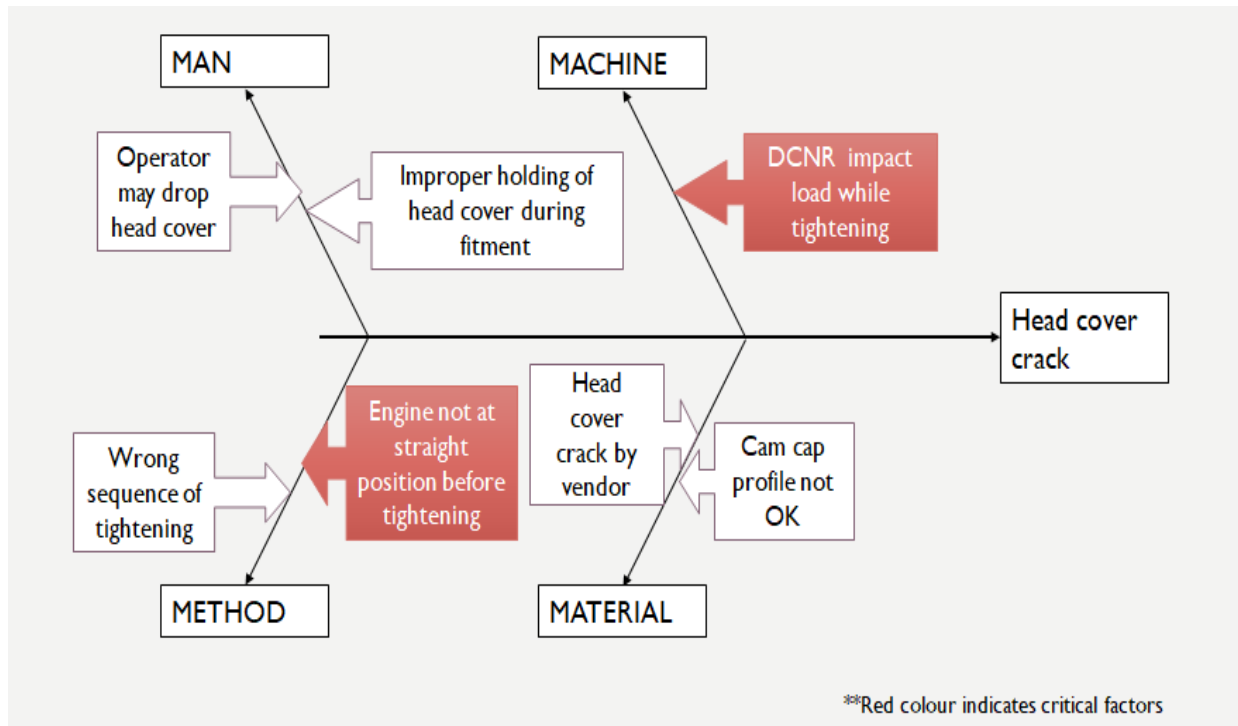 MAN
MACHINE
Operator
may drop
head cover
Improper holding of
head cover during
fitment
DCNR impact
load while
tightening
Head cover
crack
Wrong
sequence of
tightening
Engine not at
straight
position before
tightening
Head
cover
crack by
vendor
Cam cap
profile not
OK
METHOD
MATERIAL
**Red colour indicates critical factors